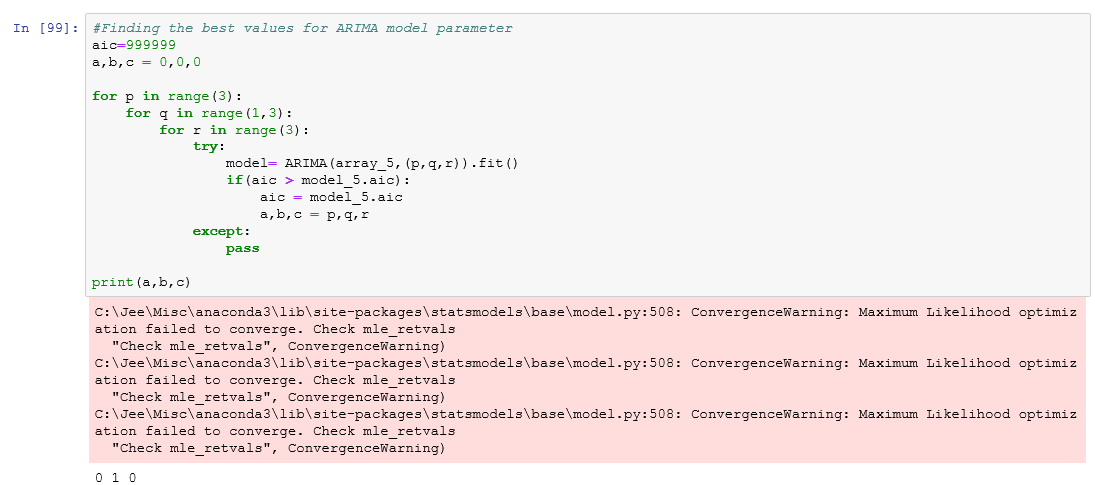 In [99]: #Finding the best values for ARIMA model parameter
aic=999999
a,b,c = 0,0,0

for p in range(3):
    for q in range(1,3):
        for r in range(3):
            try:
                model= ARIMA(array_5,(p,q,r)).fit()
                if(aic > model_5.aic):
                    aic = model_5.aic
                    a,b,c = p,q,r
            except:
                pass

print(a,b,c)
C:\Jee\Misc\anaconda3\lib\site-packages\statsmodels\base\model.py:508: ConvergenceWarning: Maximum Likelihood optimiz
ation failed to converge. Check mle_retvals
  "Check mle_retvals", ConvergenceWarning)
C:\Jee\Misc\anaconda3\lib\site-packages\statsmodels\base\model.py:508: ConvergenceWarning: Maximum Likelihood optimiz
ation failed to converge. Check mle_retvals
  "Check mle_retvals", ConvergenceWarning)
C:\Jee\Misc\anaconda3\lib\site-packages\statsmodels\base\model.py:508: ConvergenceWarning: Maximum Likelihood optimiz
ation failed to converge. Check mle_retvals
  "Check mle_retvals", ConvergenceWarning)
0 1 0